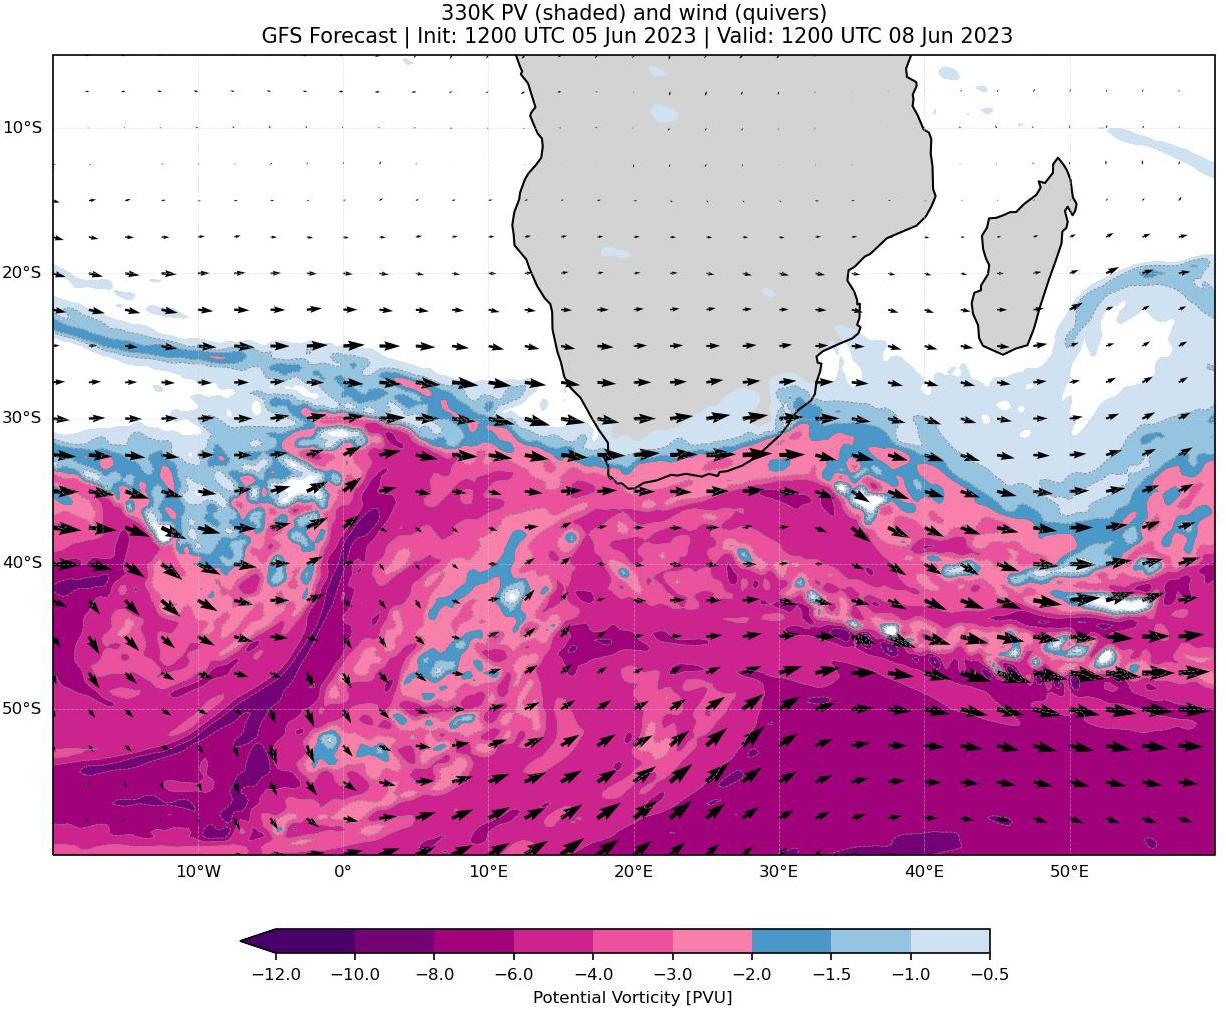 330K PV (shaded) and wind (quivers)
GFS Forecast | Init: 1200 UTC 05 Jun 2023 | Valid: 1200 UTC 08 Jun 2023
10°S
20°S
30°S
40°S
50°S
10°W 0° 10°E 20°E 30°E 40°E 50°E
−12.0 −10.0 −8.0 −6.0 −4.0 −3.0 −2.0 −1.5 −1.0 −0.5
Potential Vorticity [PVU]